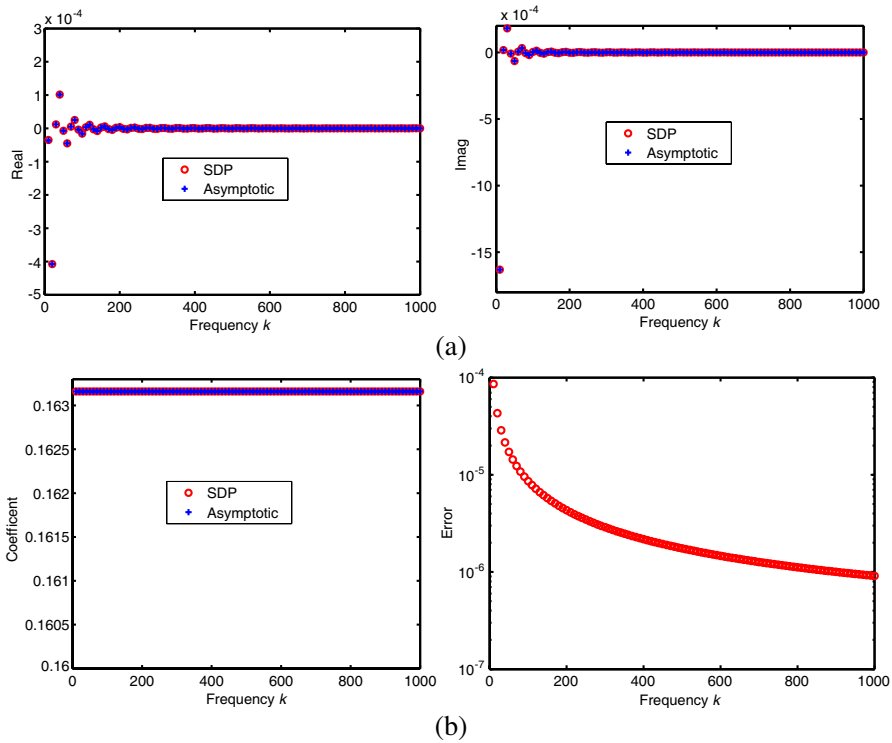 x 10⁻⁴
3
2
1
0
-1
-2
-3
-4
-5
Real
SDP
Asymptotic
0 200 400 600 800 1000
Frequency k
x 10⁻⁴
0
-5
-10
-15
Imag
SDP
Asymptotic
0 200 400 600 800 1000
Frequency k
(a)
0.163
0.1625
0.162
0.1615
0.161
0.1605
0.16
Coefficent
SDP
Asymptotic
0 200 400 600 800 1000
Frequency k
10⁻⁴
10⁻⁵
10⁻⁶
10⁻⁷
Error
0 200 400 600 800 1000
Frequency k
(b)